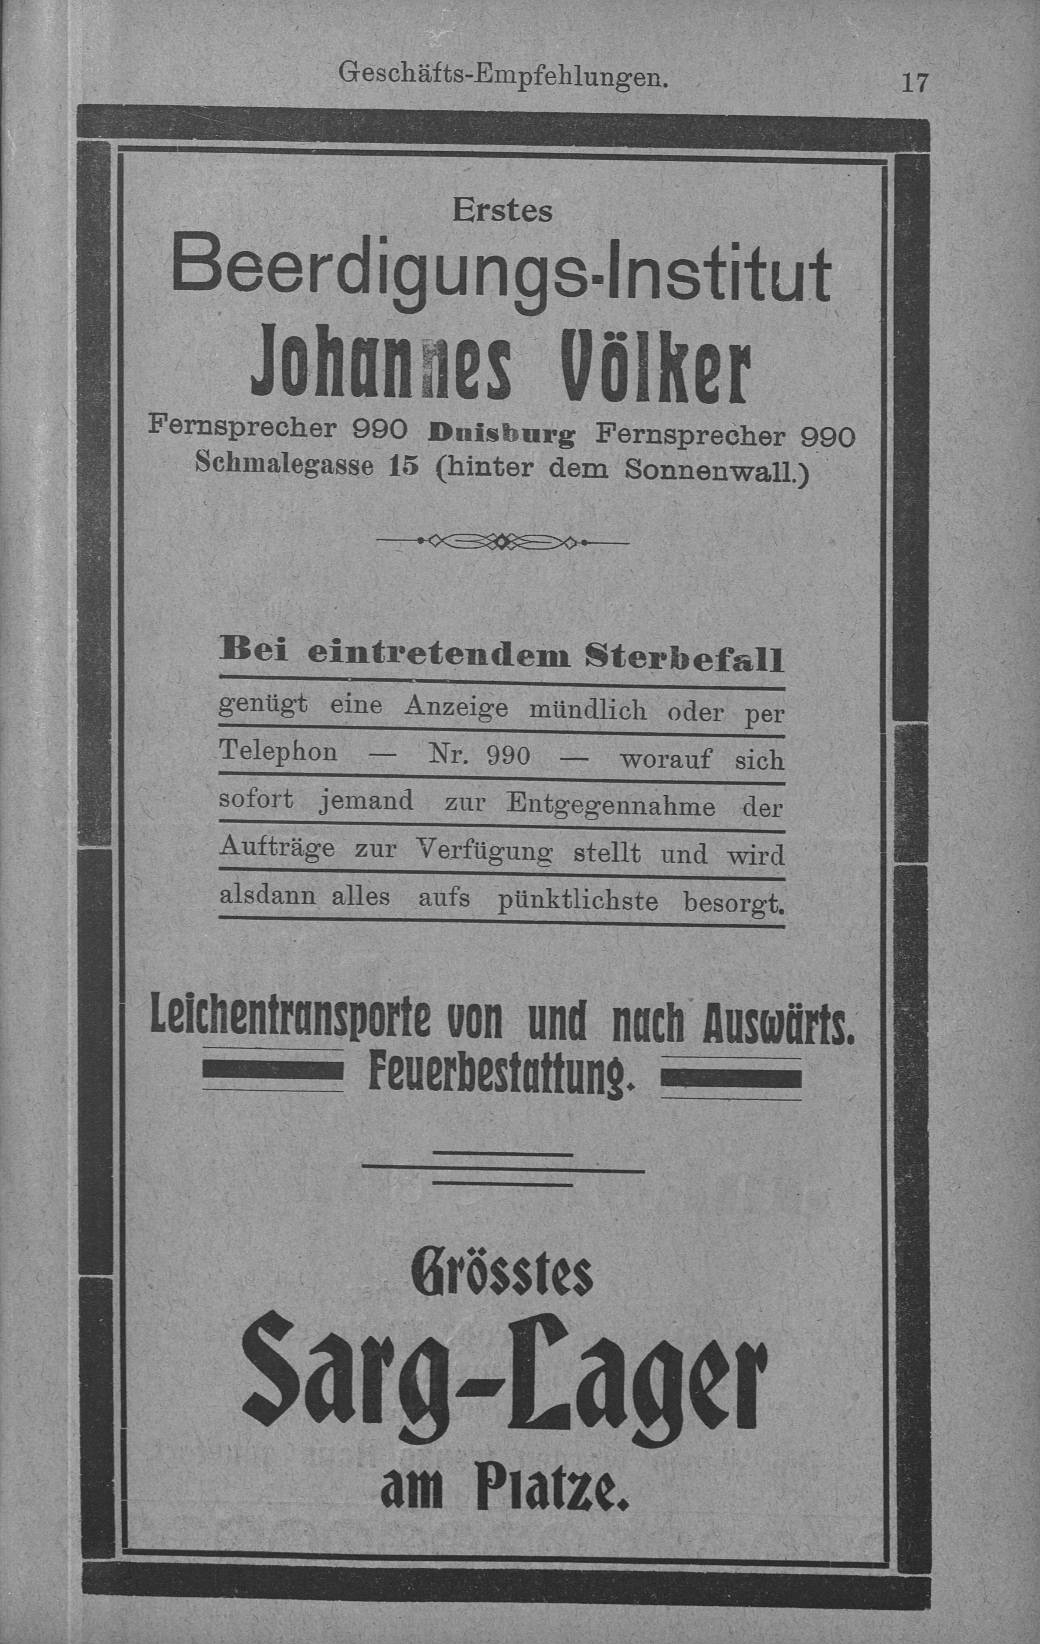 Geschäfts-Empfehlungen.
17
Erstes
Beerdigungs-Institut
Johannes Völker
Fernsprecher 990 Duisburg Fernsprecher 990
Schmalegasse 15 (hinter dem Sonnenwall.)
Bei eintretendem Sterbefall
genügt eine Anzeige mündlich oder per
Telephon — Nr. 990 — worauf sich
sofort jemand zur Entgegennahme der
Aufträge zur Verfügung stellt und wird
alsdann alles aufs pünktlichste besorgt.
Leichentransporte von und nach Auswärts.
Feuerbestattung.
Grösstes
Sarg-Lager
am Platze.